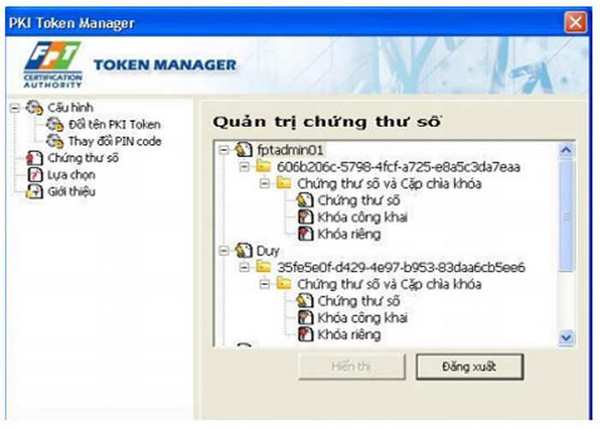 PKI Token Manager
FPT
CERTIFICATION
AUTHORITY
TOKEN MANAGER
Cấu hình
Đổi tên PKI Token
Thay đổi PIN code
Chứng thư số
Lựa chọn
Giới thiệu
Quản trị chứng thư số
fptadmin01
606b206c-5798-4fcf-a725-e8a5c3da7eaa
Chứng thư số và Cặp chìa khóa
Chứng thư số
Khóa công khai
Khóa riêng
Duy
35fe5e0f-d429-4e97-b953-83daa6cb5ee6
Chứng thư số và Cặp chìa khóa
Chứng thư số
Khóa công khai
Khóa riêng
Hiển thị
Đăng xuất